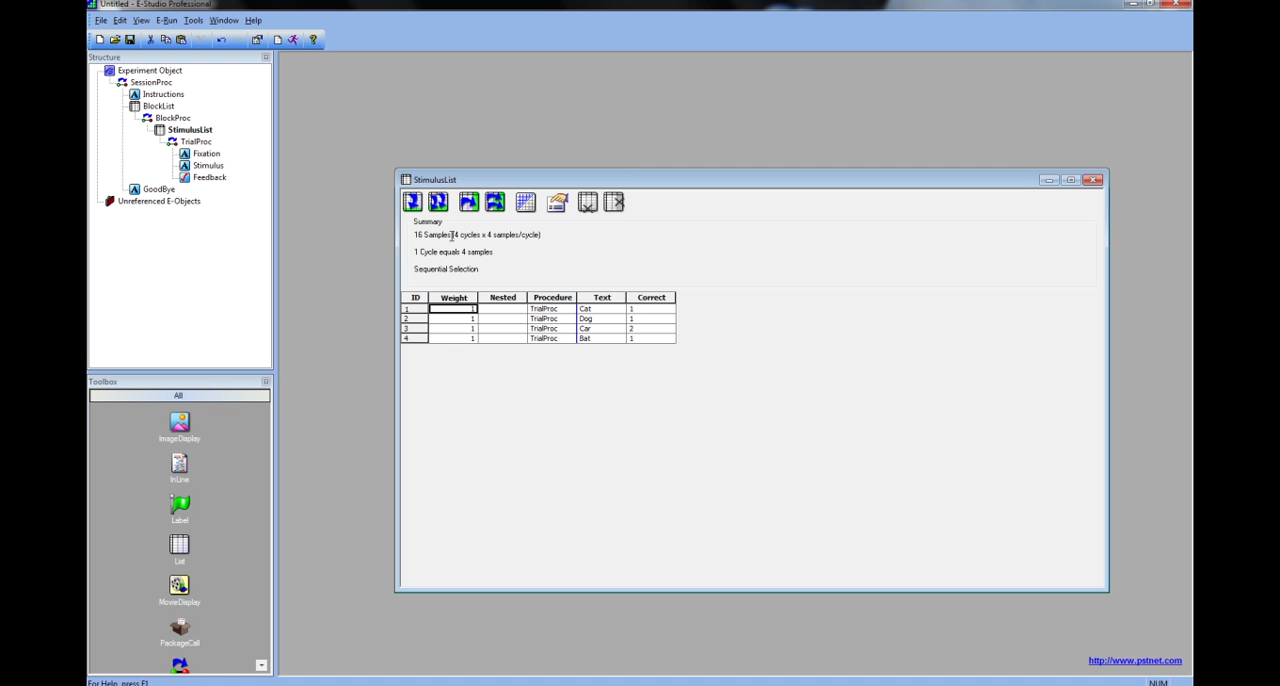 Untitled - E-Studio Professional
File Edit View E-Run Tools Window Help
Structure
Experiment Object
SessionProc
Instructions
BlockList
BlockProc
StimulusList
TrialProc
Fixation
Stimulus
Feedback
GoodBye
Unreferenced E-Objects
Toolbox
All
ImageDisplay
InLine
Label
List
MovieDisplay
PackageCall
StimulusList
Summary
16 Samples (4 cycles x 4 samples/cycle)
1 Cycle equals 4 samples
Sequential Selection
ID Weight Nested Procedure Text Correct
1 1 TrialProc Cat 1
2 1 TrialProc Dog 1
3 1 TrialProc Car 2
4 1 TrialProc Bat 1
http://www.pstnet.com
For Help, press F1
NUM